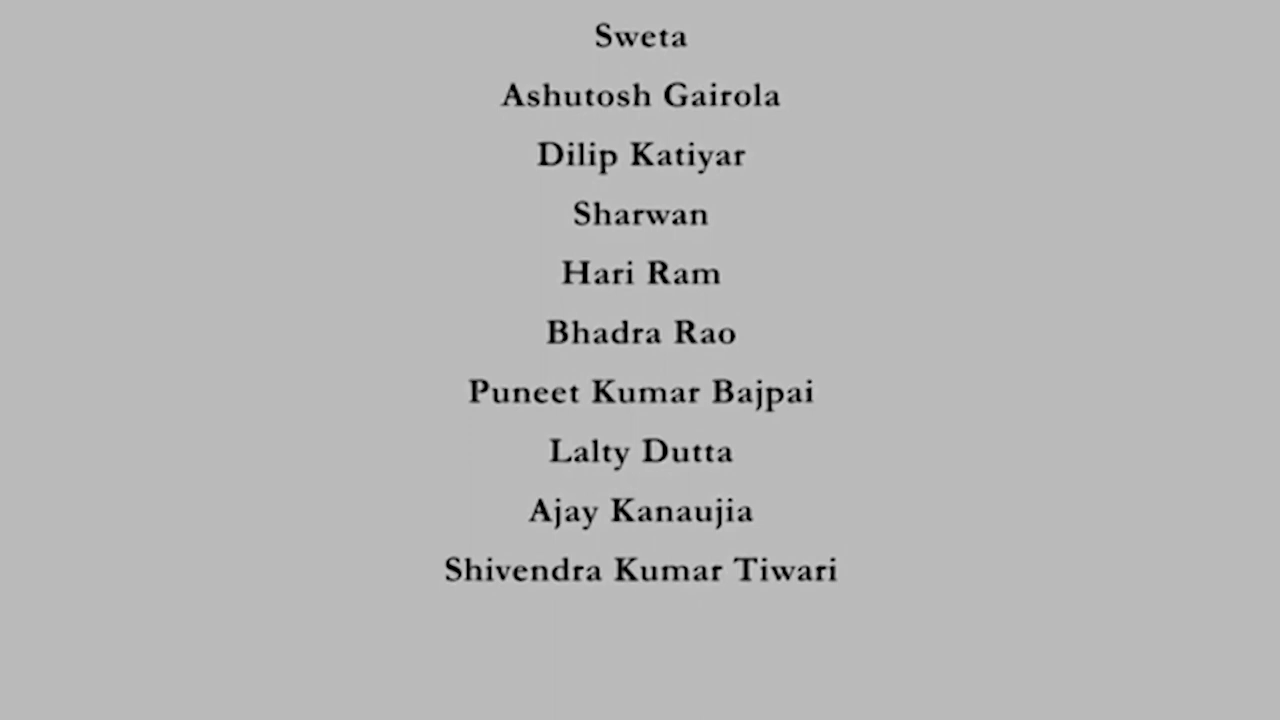 Sweta
Ashutosh Gairola
Dilip Katiyar
Sharwan
Hari Ram
Bhadra Rao
Puneet Kumar Bajpai
Lalty Dutta
Ajay Kanaujia
Shivendra Kumar Tiwari